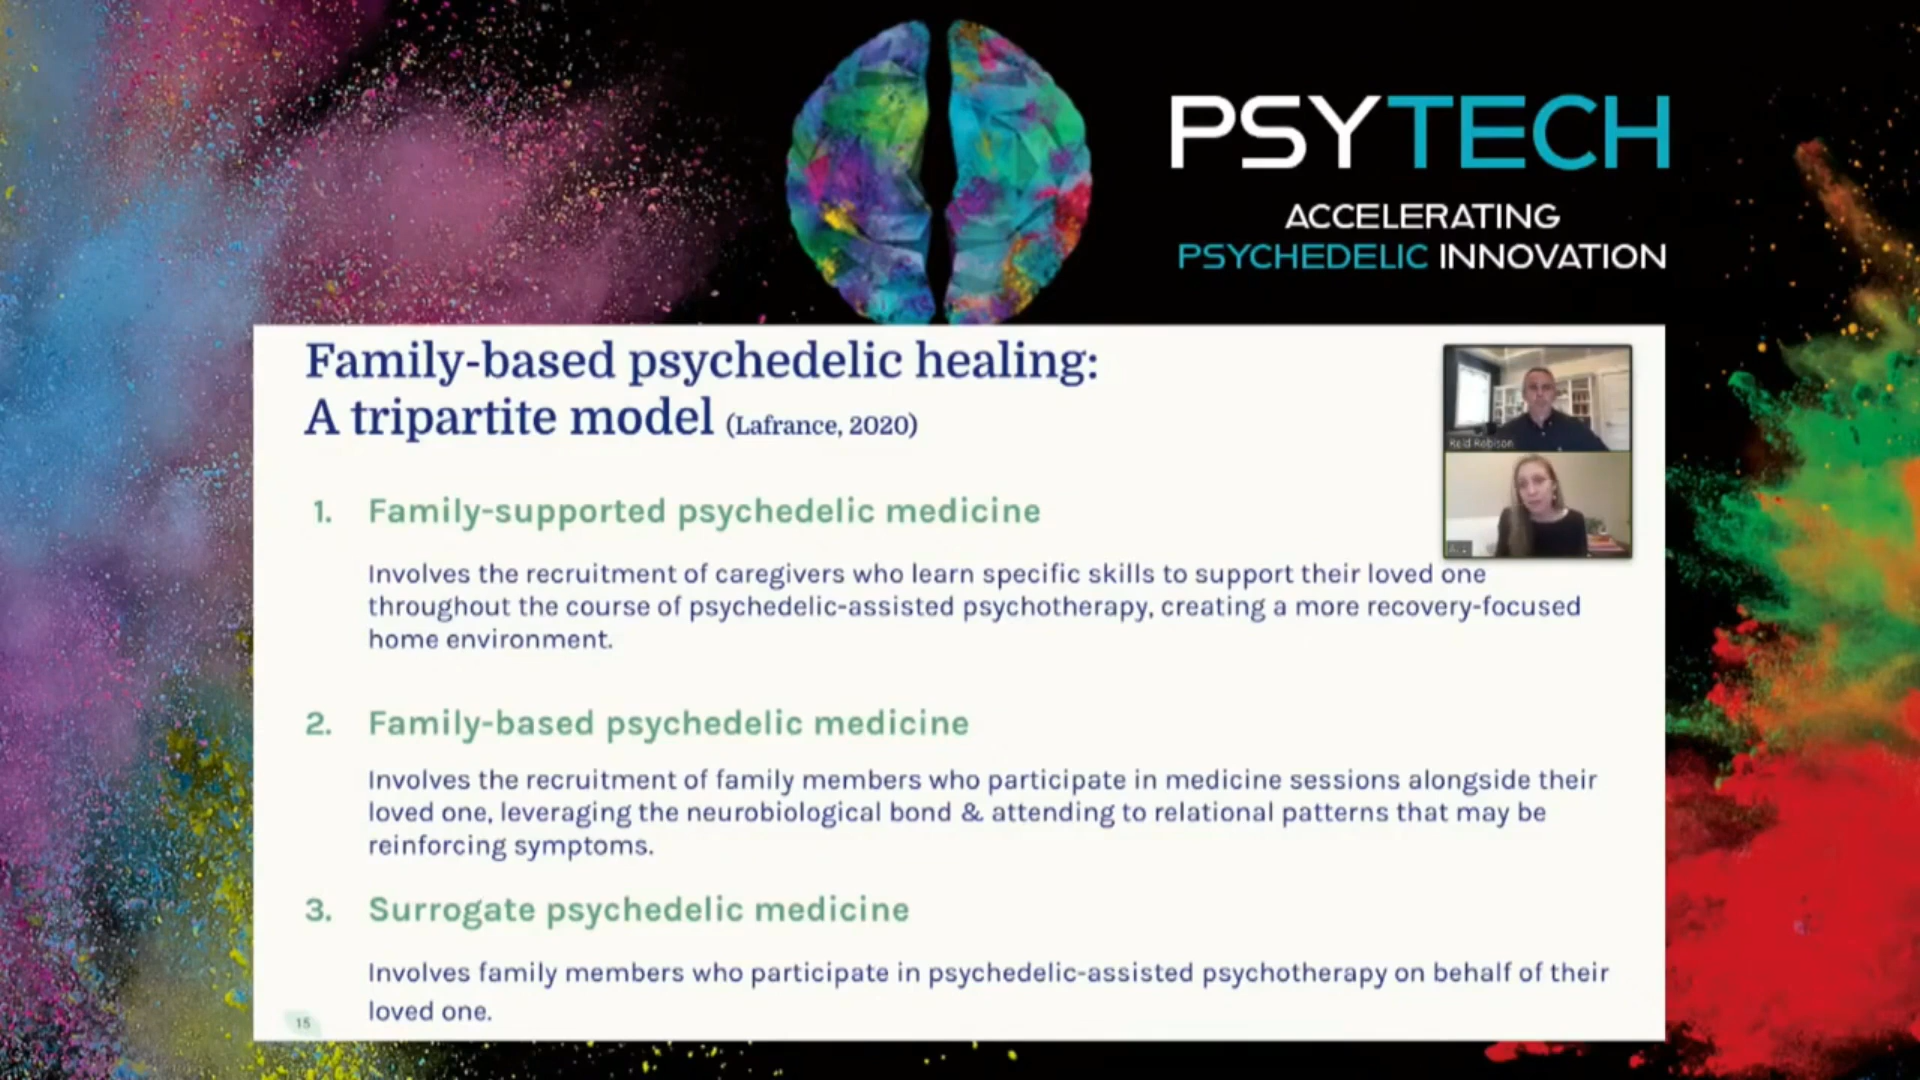 PSYTECH
ACCELERATING
PSYCHEDELIC INNOVATION
Family-based psychedelic healing:
A tripartite model (Lafrance, 2020)
Reid Robison
1. Family-supported psychedelic medicine
Involves the recruitment of caregivers who learn specific skills to support their loved one
throughout the course of psychedelic-assisted psychotherapy, creating a more recovery-focused
home environment.
2. Family-based psychedelic medicine
Involves the recruitment of family members who participate in medicine sessions alongside their
loved one, leveraging the neurobiological bond & attending to relational patterns that may be
reinforcing symptoms.
3. Surrogate psychedelic medicine
Involves family members who participate in psychedelic-assisted psychotherapy on behalf of their
loved one.
15